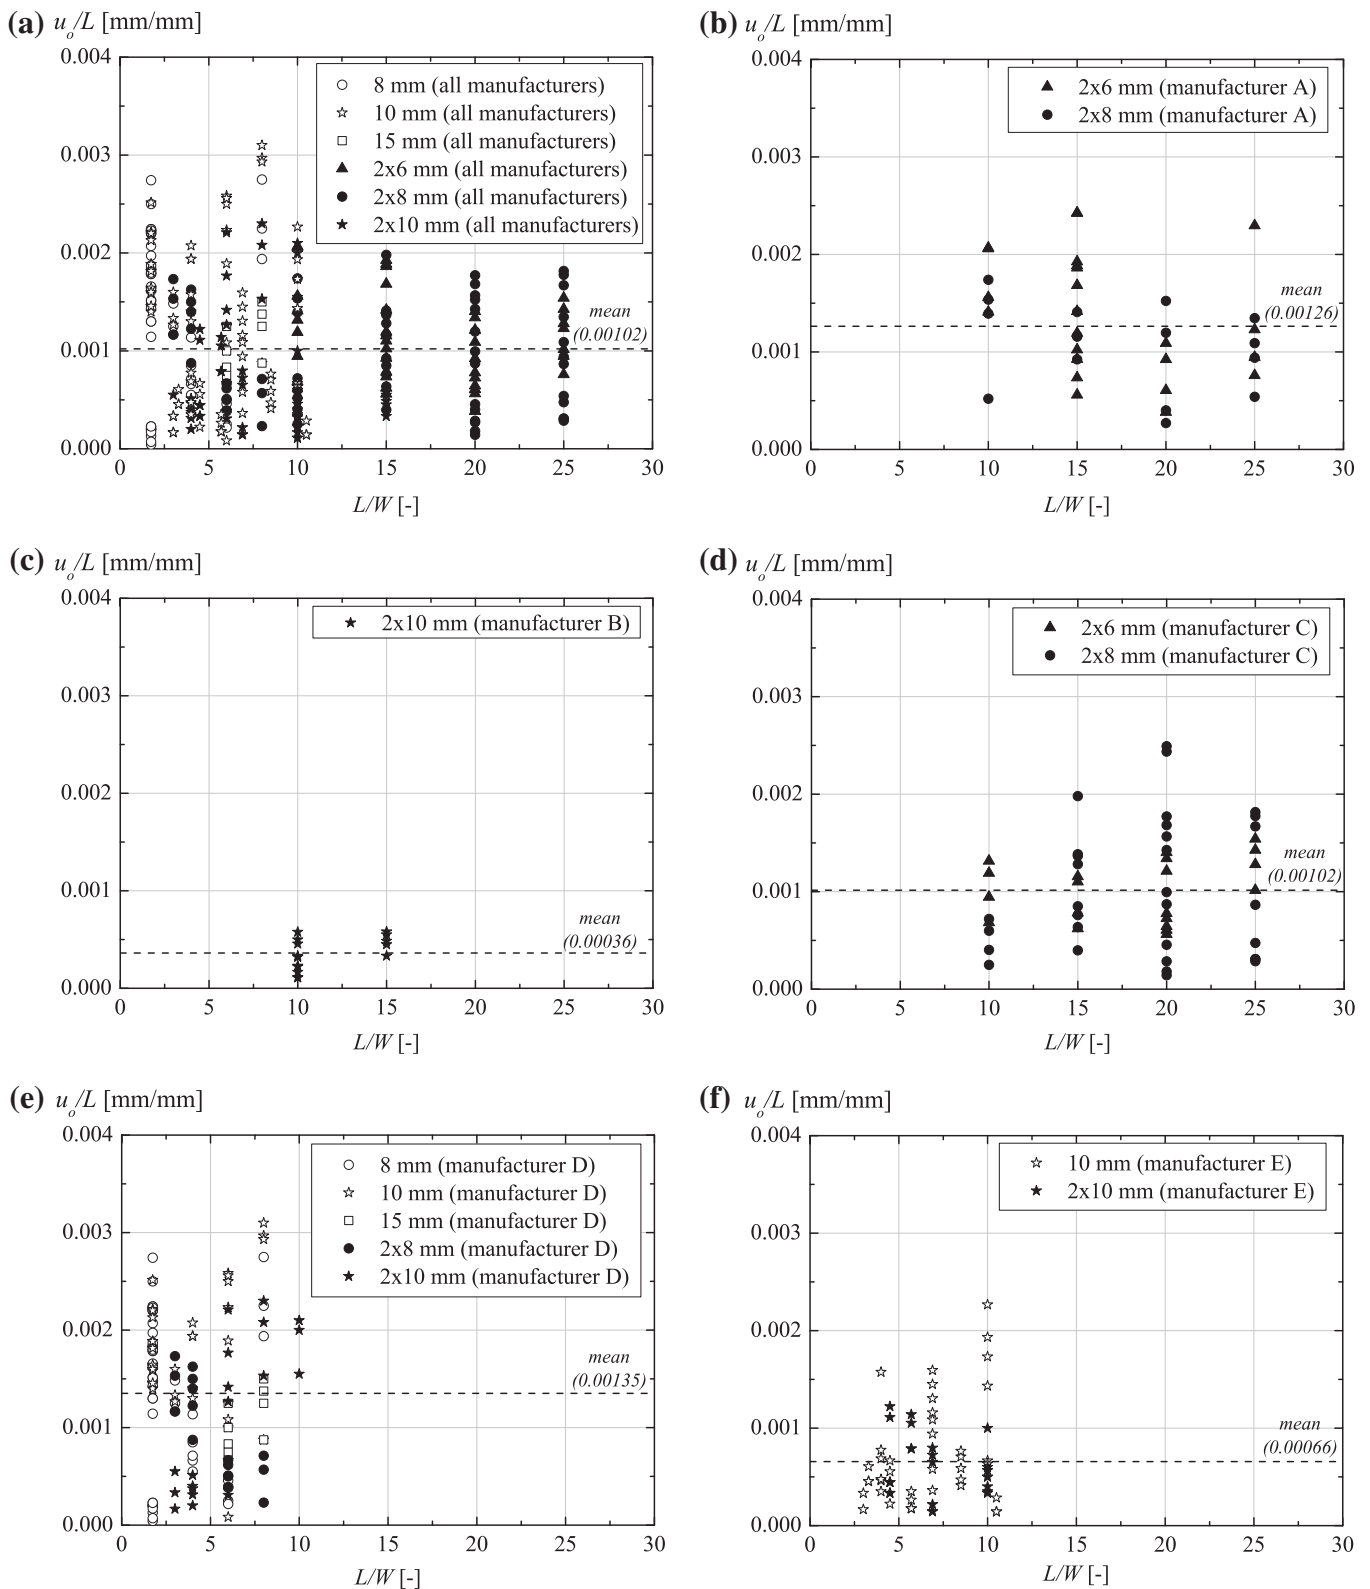 (a) u_o/L [mm/mm]
0.004
0.003
0.002
0.001
0.000
0 5 10 15 20 25 30
L/W [-]
8 mm (all manufacturers)
10 mm (all manufacturers)
15 mm (all manufacturers)
2x6 mm (all manufacturers)
2x8 mm (all manufacturers)
2x10 mm (all manufacturers)
mean
(0.00102)
(b) u_o/L [mm/mm]
0.004
0.003
0.002
0.001
0.000
0 5 10 15 20 25 30
L/W [-]
2x6 mm (manufacturer A)
2x8 mm (manufacturer A)
mean
(0.00126)
(c) u_o/L [mm/mm]
0.004
0.003
0.002
0.001
0.000
0 5 10 15 20 25 30
L/W [-]
2x10 mm (manufacturer B)
mean
(0.00036)
(d) u_o/L [mm/mm]
0.004
0.003
0.002
0.001
0.000
0 5 10 15 20 25 30
L/W [-]
2x6 mm (manufacturer C)
2x8 mm (manufacturer C)
mean
(0.00102)
(e) u_o/L [mm/mm]
0.004
0.003
0.002
0.001
0.000
0 5 10 15 20 25 30
L/W [-]
8 mm (manufacturer D)
10 mm (manufacturer D)
15 mm (manufacturer D)
2x8 mm (manufacturer D)
2x10 mm (manufacturer D)
mean
(0.00135)
(f) u_o/L [mm/mm]
0.004
0.003
0.002
0.001
0.000
0 5 10 15 20 25 30
L/W [-]
10 mm (manufacturer E)
2x10 mm (manufacturer E)
mean
(0.00066)